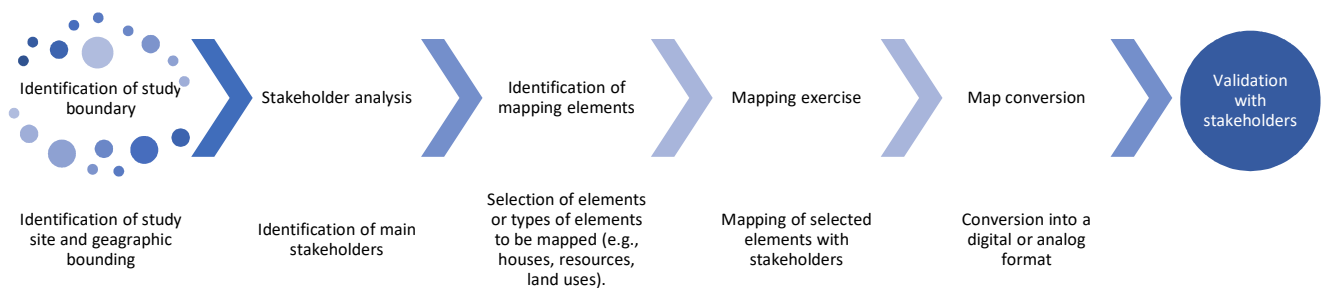 Identification of study
boundary
Stakeholder analysis
Identification of
mapping elements
Mapping exercise
Map conversion
Validation
with
stakeholders
Identification of study
site and geagraphic
bounding
Identification of main
stakeholders
Selection of elements
or types of elements
to be mapped (e.g.,
houses, resources,
land uses).
Mapping of selected
elements with
stakeholders
Conversion into a
digital or analog
format